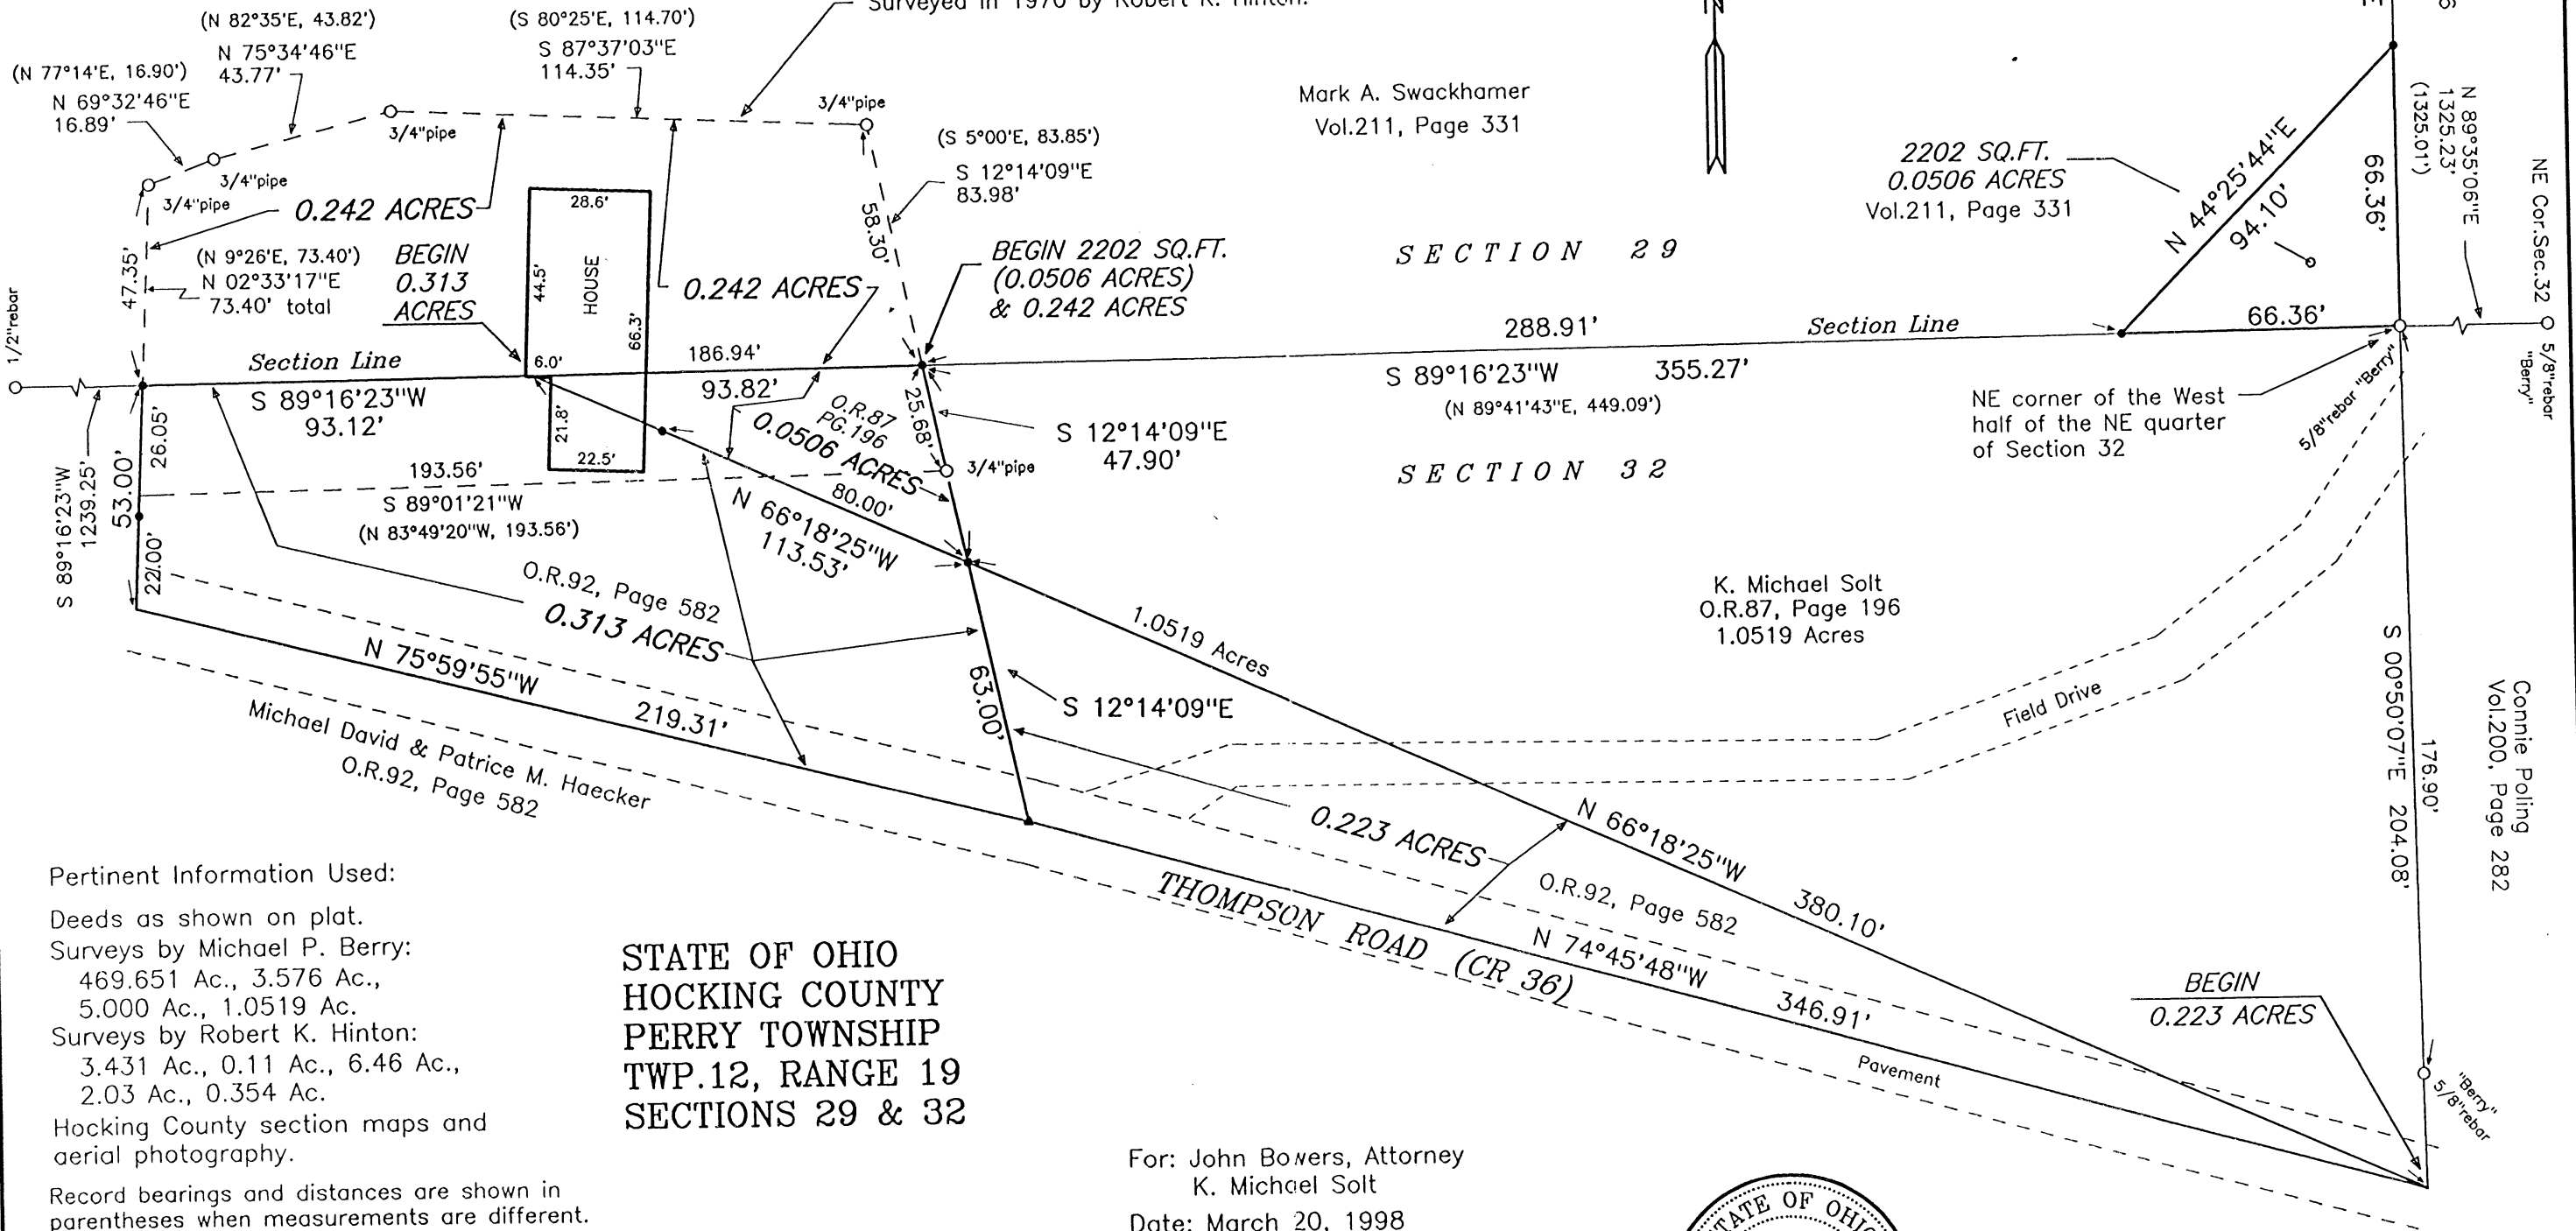 Surveyed in 1970 by Robert K. Hinton.
(N 82°35'E, 43.82')
N 75°34'46"E
43.77'
(S 80°25'E, 114.70')
S 87°37'03"E
114.35'
(N 77°14'E, 16.90')
N 69°32'46"E
16.89'
3/4"pipe
3/4"pipe
3/4"pipe
3/4"pipe
(S 5°00'E, 83.85')
S 12°14'09"E
83.98'
58.30'
Mark A. Swackhamer
Vol.211, Page 331
N
2202 SQ.FT.
0.0506 ACRES
Vol.211, Page 331
N 44°25'44"E
94.10'
66.36'
N 89°35'06"E
1325.23'
(1325.01')
NE Cor.Sec.32
0.242 ACRES
(N 9°26'E, 73.40')
N 02°33'17"E
73.40' total
47.35'
BEGIN
0.313
ACRES
28.6'
44.5'
HOUSE
66.3'
6.0'
21.8'
22.5'
0.242 ACRES
BEGIN 2202 SQ.FT.
(0.0506 ACRES)
& 0.242 ACRES
SECTION 29
288.91'
Section Line
66.36'
1/2"rebar
Section Line
186.94'
S 89°16'23"W
93.12'
93.82'
S 89°16'23"W 355.27'
(N 89°41'43"E, 449.09')
5/8"rebar
"Berry"
5/8"rebar "Berry"
NE corner of the West
half of the NE quarter
of Section 32
O.R.87
PG.196
0.0506 ACRES
25.68'
S 12°14'09"E
47.90'
3/4"pipe
SECTION 32
S 89°16'23"W
1239.25'
53.00'
26.05'
22.00'
193.56'
S 89°01'21"W
(N 83°49'20"W, 193.56')
80.00'
N 66°18'25"W
113.53'
O.R.92, Page 582
0.313 ACRES
1.0519 Acres
K. Michael Solt
O.R.87, Page 196
1.0519 Acres
63.00'
S 12°14'09"E
N 75°59'55"W
219.31'
Michael David & Patrice M. Haecker
O.R.92, Page 582
Field Drive
S 00°50'07"E 204.08'
176.90'
Connie Poling
Vol.200, Page 282
0.223 ACRES
N 66°18'25"W
380.10'
O.R.92, Page 582
THOMPSON ROAD (CR 36)
N 74°45'48"W
346.91'
Pavement
BEGIN
0.223 ACRES
"Berry"
5/8"rebar
Pertinent Information Used:
Deeds as shown on plat.
Surveys by Michael P. Berry:
469.651 Ac., 3.576 Ac.,
5.000 Ac., 1.0519 Ac.
Surveys by Robert K. Hinton:
3.431 Ac., 0.11 Ac., 6.46 Ac.,
2.03 Ac., 0.354 Ac.
Hocking County section maps and
aerial photography.
Record bearings and distances are shown in
parentheses when measurements are different.
STATE OF OHIO
HOCKING COUNTY
PERRY TOWNSHIP
TWP.12, RANGE 19
SECTIONS 29 & 32
For: John Bowers, Attorney
K. Michael Solt
Date: March 20, 1998
STATE OF OHIO